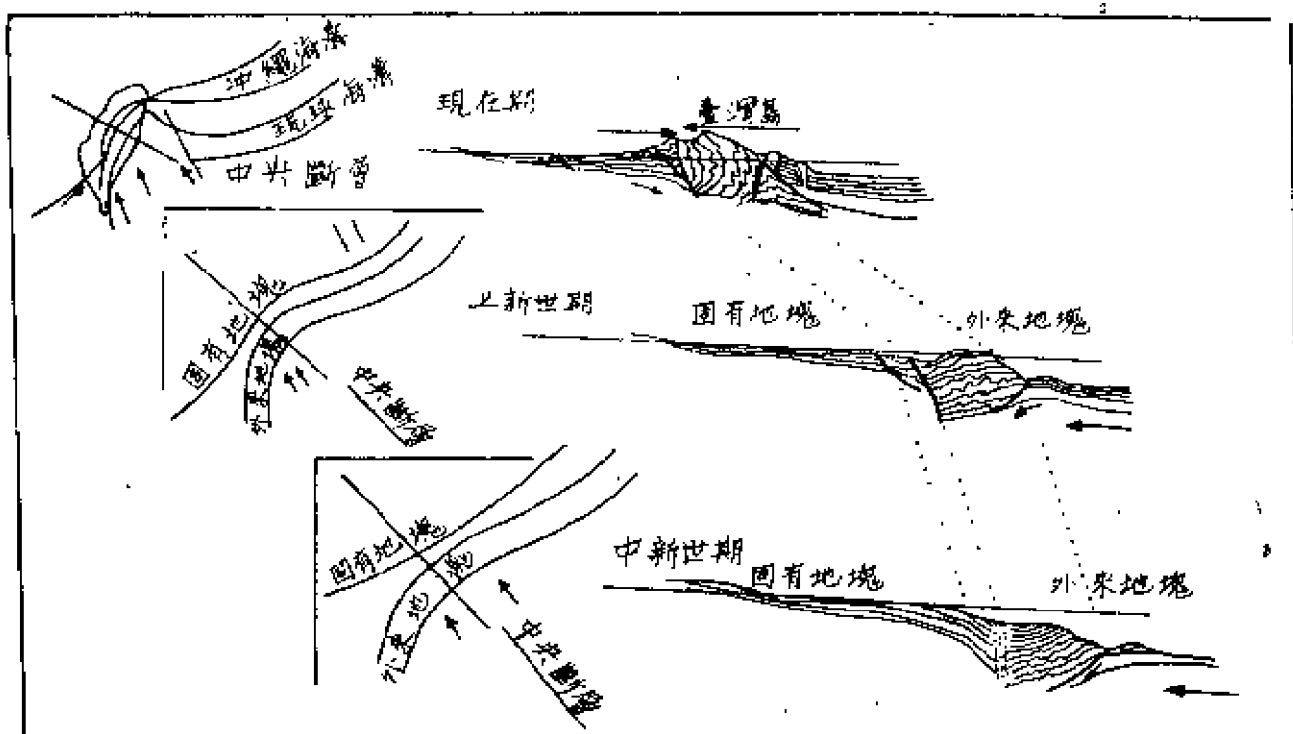 沖繩海溝
琉球海溝
中央斷層
現在期
臺灣島
固有地塊
外來地塊
中央斷層
上新世期
固有地塊
外來地塊
固有地塊
外來地塊
中央斷層
中新世期
固有地塊
外來地塊